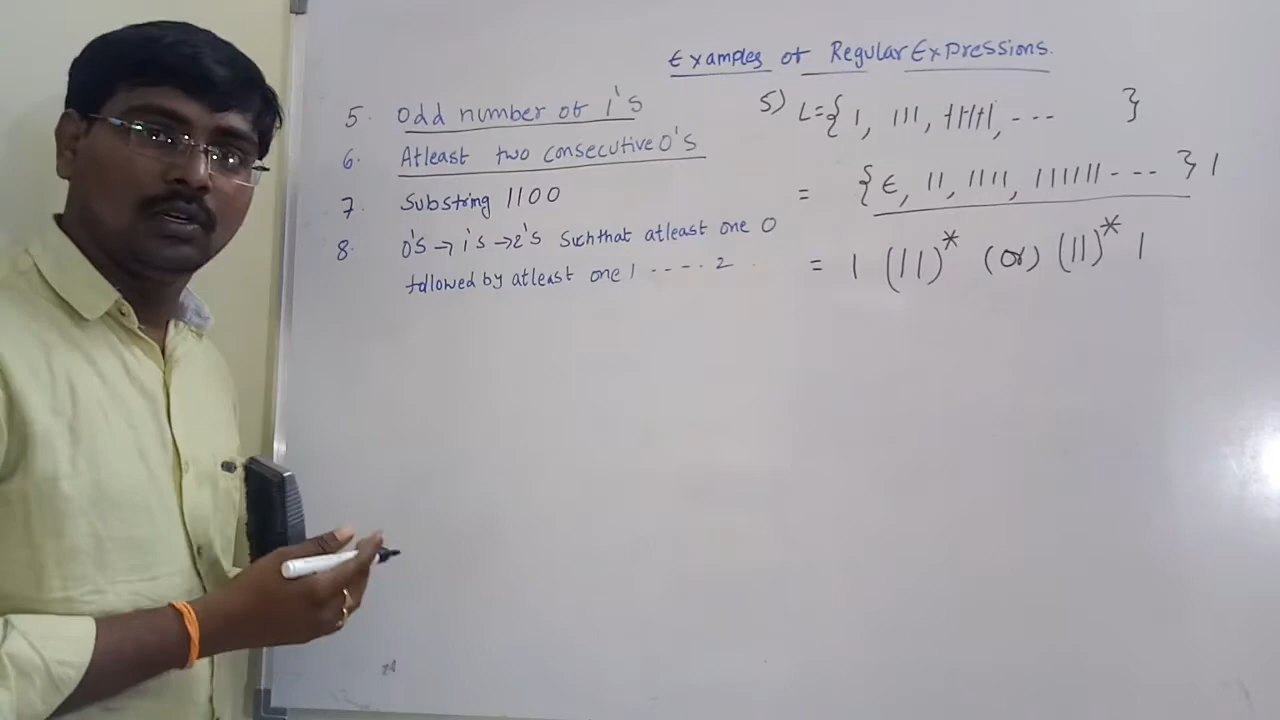 Examples of Regular Expressions.
5. Odd number of 1's
6. Atleast two consecutive 0's
7. Substring 1100
8. 0's → 1's → 2's Such that atleast one 0
followed by atleast one 1 ----. 2
5) L={ 1, 111, 11111, --- }
= {ϵ, 11, 1111, 111111 --- } 1
= 1 (11)* (or) (11)* 1